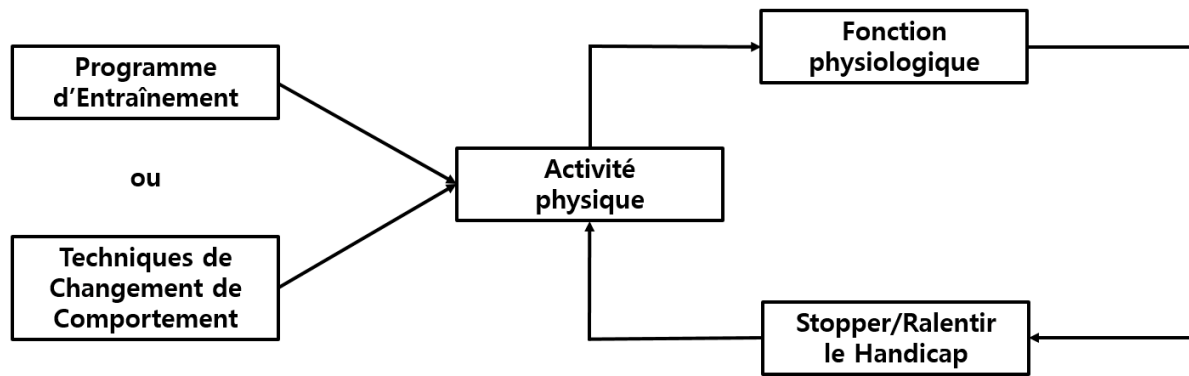 Programme
d'Entraînement
ou
Techniques de
Changement de
Comportement
Activité
physique
Fonction
physiologique
Stopper/Ralentir
le Handicap